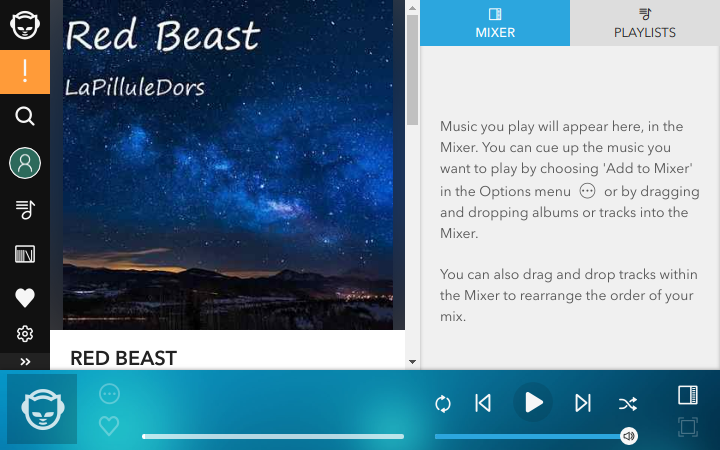 Red Beast
LaPilluleDors
RED BEAST
MIXER
PLAYLISTS
Music you play will appear here, in the
Mixer. You can cue up the music you
want to play by choosing 'Add to Mixer'
in the Options menu or by dragging
and dropping albums or tracks into the
Mixer.
You can also drag and drop tracks within
the Mixer to rearrange the order of your
mix.